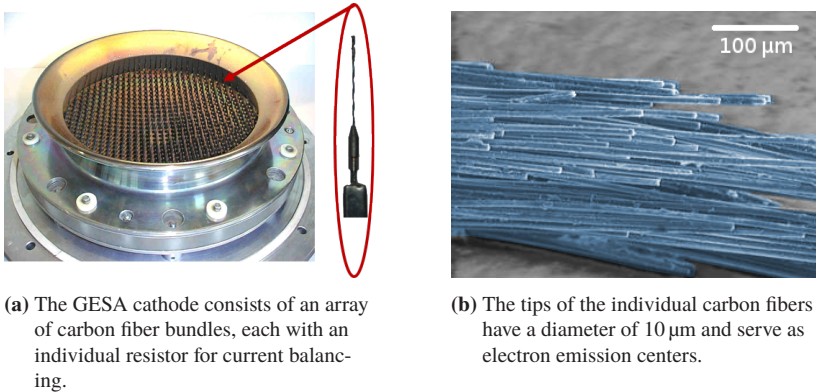 100 µm
(a) The GESA cathode consists of an array
of carbon fiber bundles, each with an
individual resistor for current balanc-
ing.
(b) The tips of the individual carbon fibers
have a diameter of 10 µm and serve as
electron emission centers.